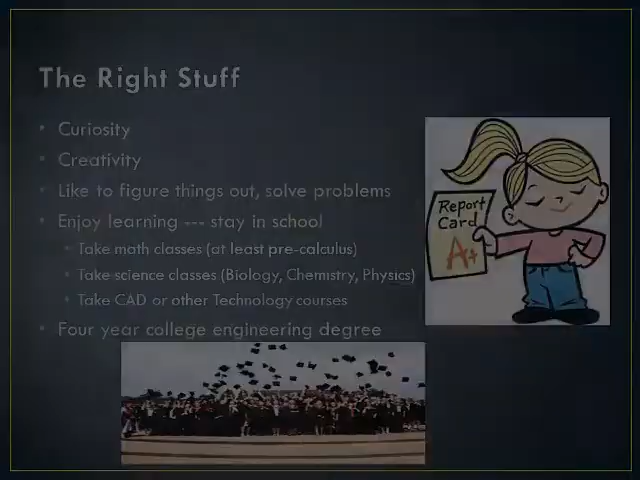 The Right Stuff
• Curiosity
• Creativity
• Like to figure things out, solve problems
• Enjoy learning --- stay in school
• Take math classes (at least pre-calculus)
• Take science classes (Biology, Chemistry, Physics)
• Take CAD or other Technology courses
• Four year college engineering degree
Report
Card
A+